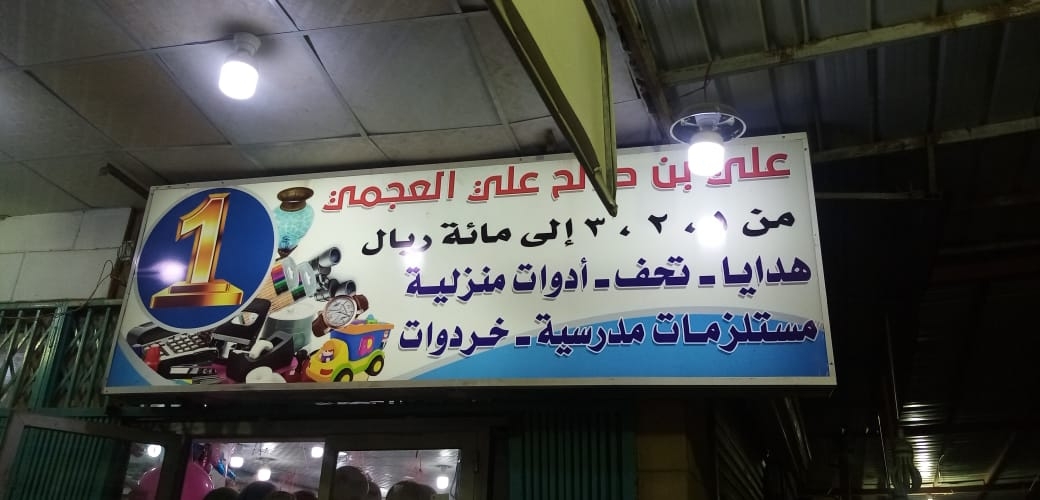 علي بن صالح علي العجمي
من ١ ، ٢ ، ٣ إلى مائة ريال
هدايا - تحف - أدوات منزلية
مستلزمات مدرسية - خردوات
1